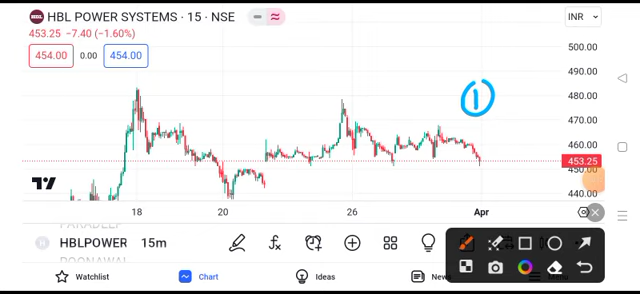 HBL POWER SYSTEMS · 15 · NSE
INR
453.25 −7.40 (−1.60%)
454.00 0.00 454.00
500.00
490.00
480.00
1
470.00
460.00
453.25
450.00
440.00
18 20 26 Apr
HBLPOWER 15m
Watchlist Chart Ideas News Menu